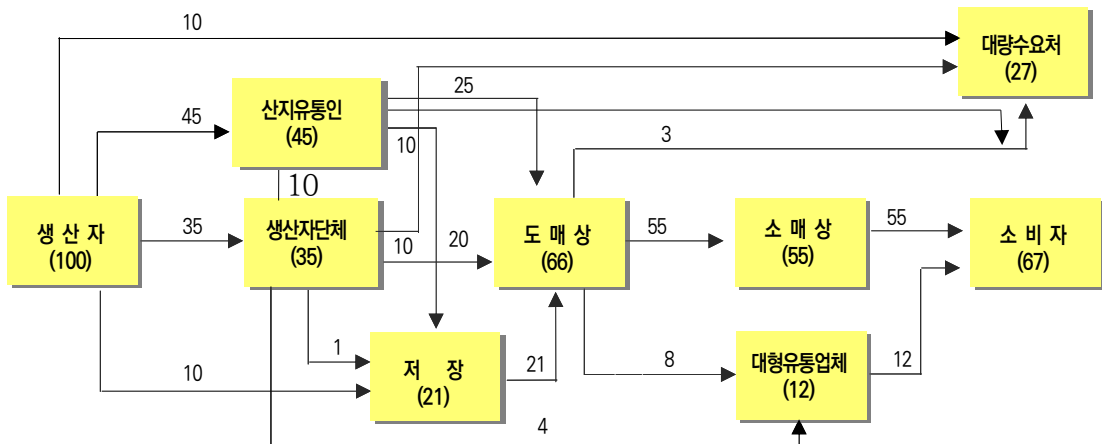 10
대량수요처
(27)
25
산지유통인
(45)
45
10
3
10
생 산 자
(100)
35
생산자단체
(35)
10
20
도 매 상
(66)
55
소 매 상
(55)
55
소 비 자
(67)
1
저 장
(21)
21
8
대형유통업체
(12)
12
10
4